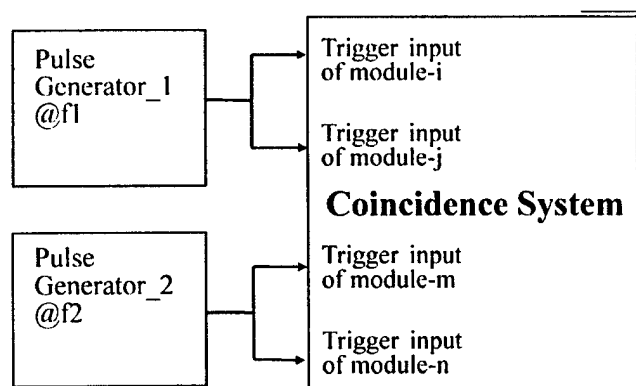 Pulse
Generator_1
@f1
Trigger input
of module-i
Trigger input
of module-j
Coincidence System
Pulse
Generator_2
@f2
Trigger input
of module-m
Trigger input
of module-n